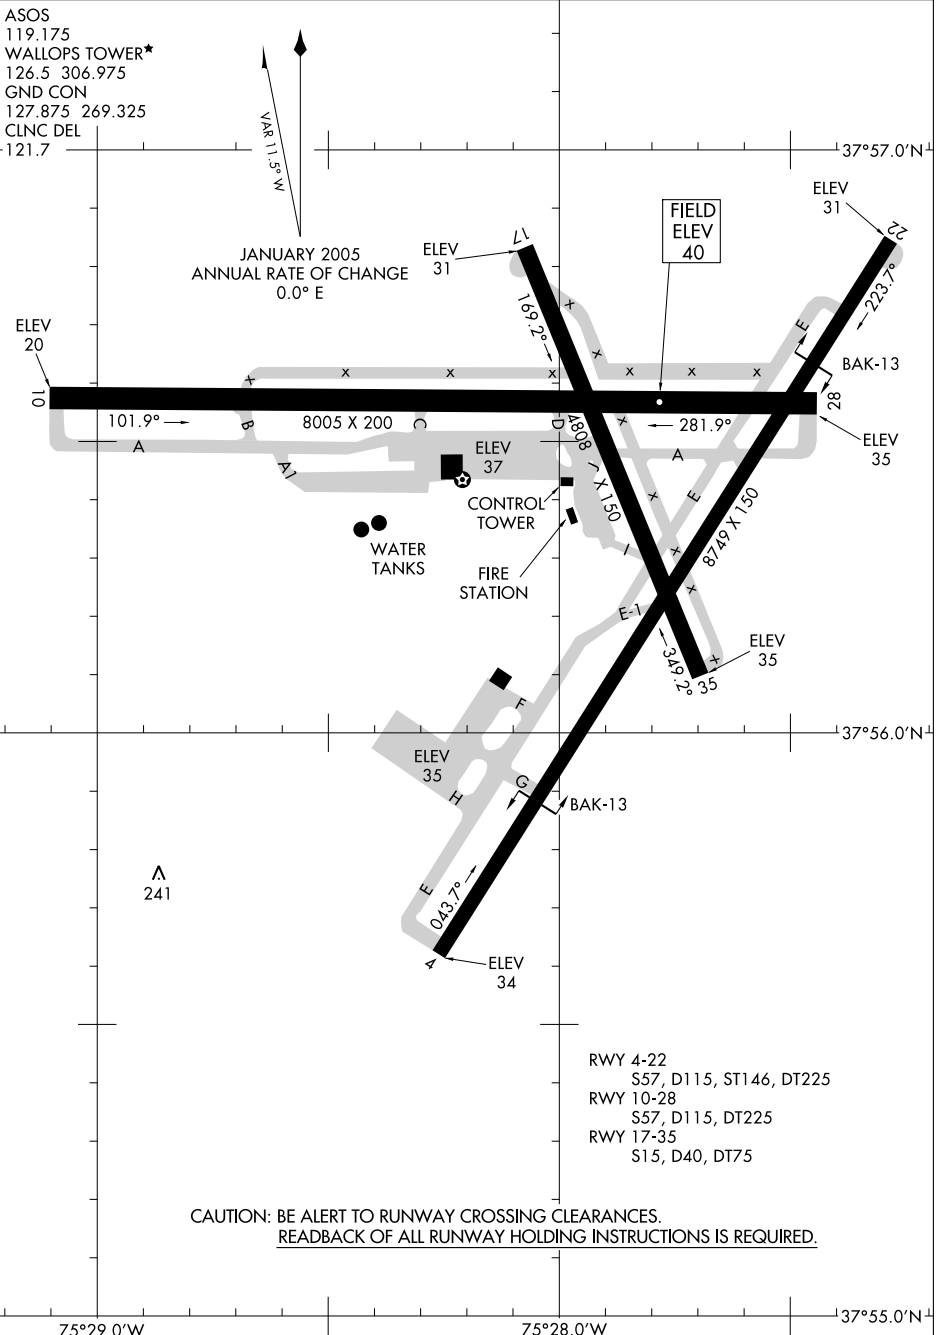 ASOS
119.175
WALLOPS TOWER★
126.5 306.975
GND CON
127.875 269.325
CLNC DEL
121.7
VAR 11.5° W
JANUARY 2005
ANNUAL RATE OF CHANGE
0.0° E
37°57.0'N
ELEV
31
17
ELEV
31
22
FIELD
ELEV
40
223.7°
169.2°
E
BAK-13
ELEV
20
10
101.9°
8005 X 200
281.9°
28
ELEV
35
A
B
C
D
A
A1
ELEV
37
4808 X 150
J
E
8749 X 150
CONTROL
TOWER
WATER
TANKS
FIRE
STATION
I
E-1
349.2°
35
ELEV
35
37°56.0'N
F
ELEV
35
G
H
BAK-13
241
E
043.7°
4
ELEV
34
RWY 4-22
S57, D115, ST146, DT225
RWY 10-28
S57, D115, DT225
RWY 17-35
S15, D40, DT75
CAUTION: BE ALERT TO RUNWAY CROSSING CLEARANCES.
READBACK OF ALL RUNWAY HOLDING INSTRUCTIONS IS REQUIRED.
37°55.0'N
75°29.0'W
75°28.0'W